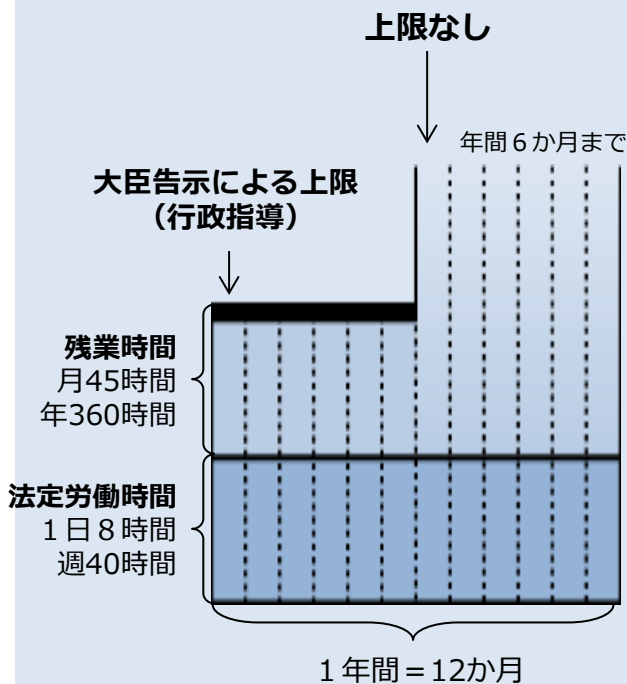 上限なし
年間６か月まで
大臣告示による上限
（行政指導）
残業時間
月45時間
年360時間
法定労働時間
１日８時間
週40時間
１年間＝12か月